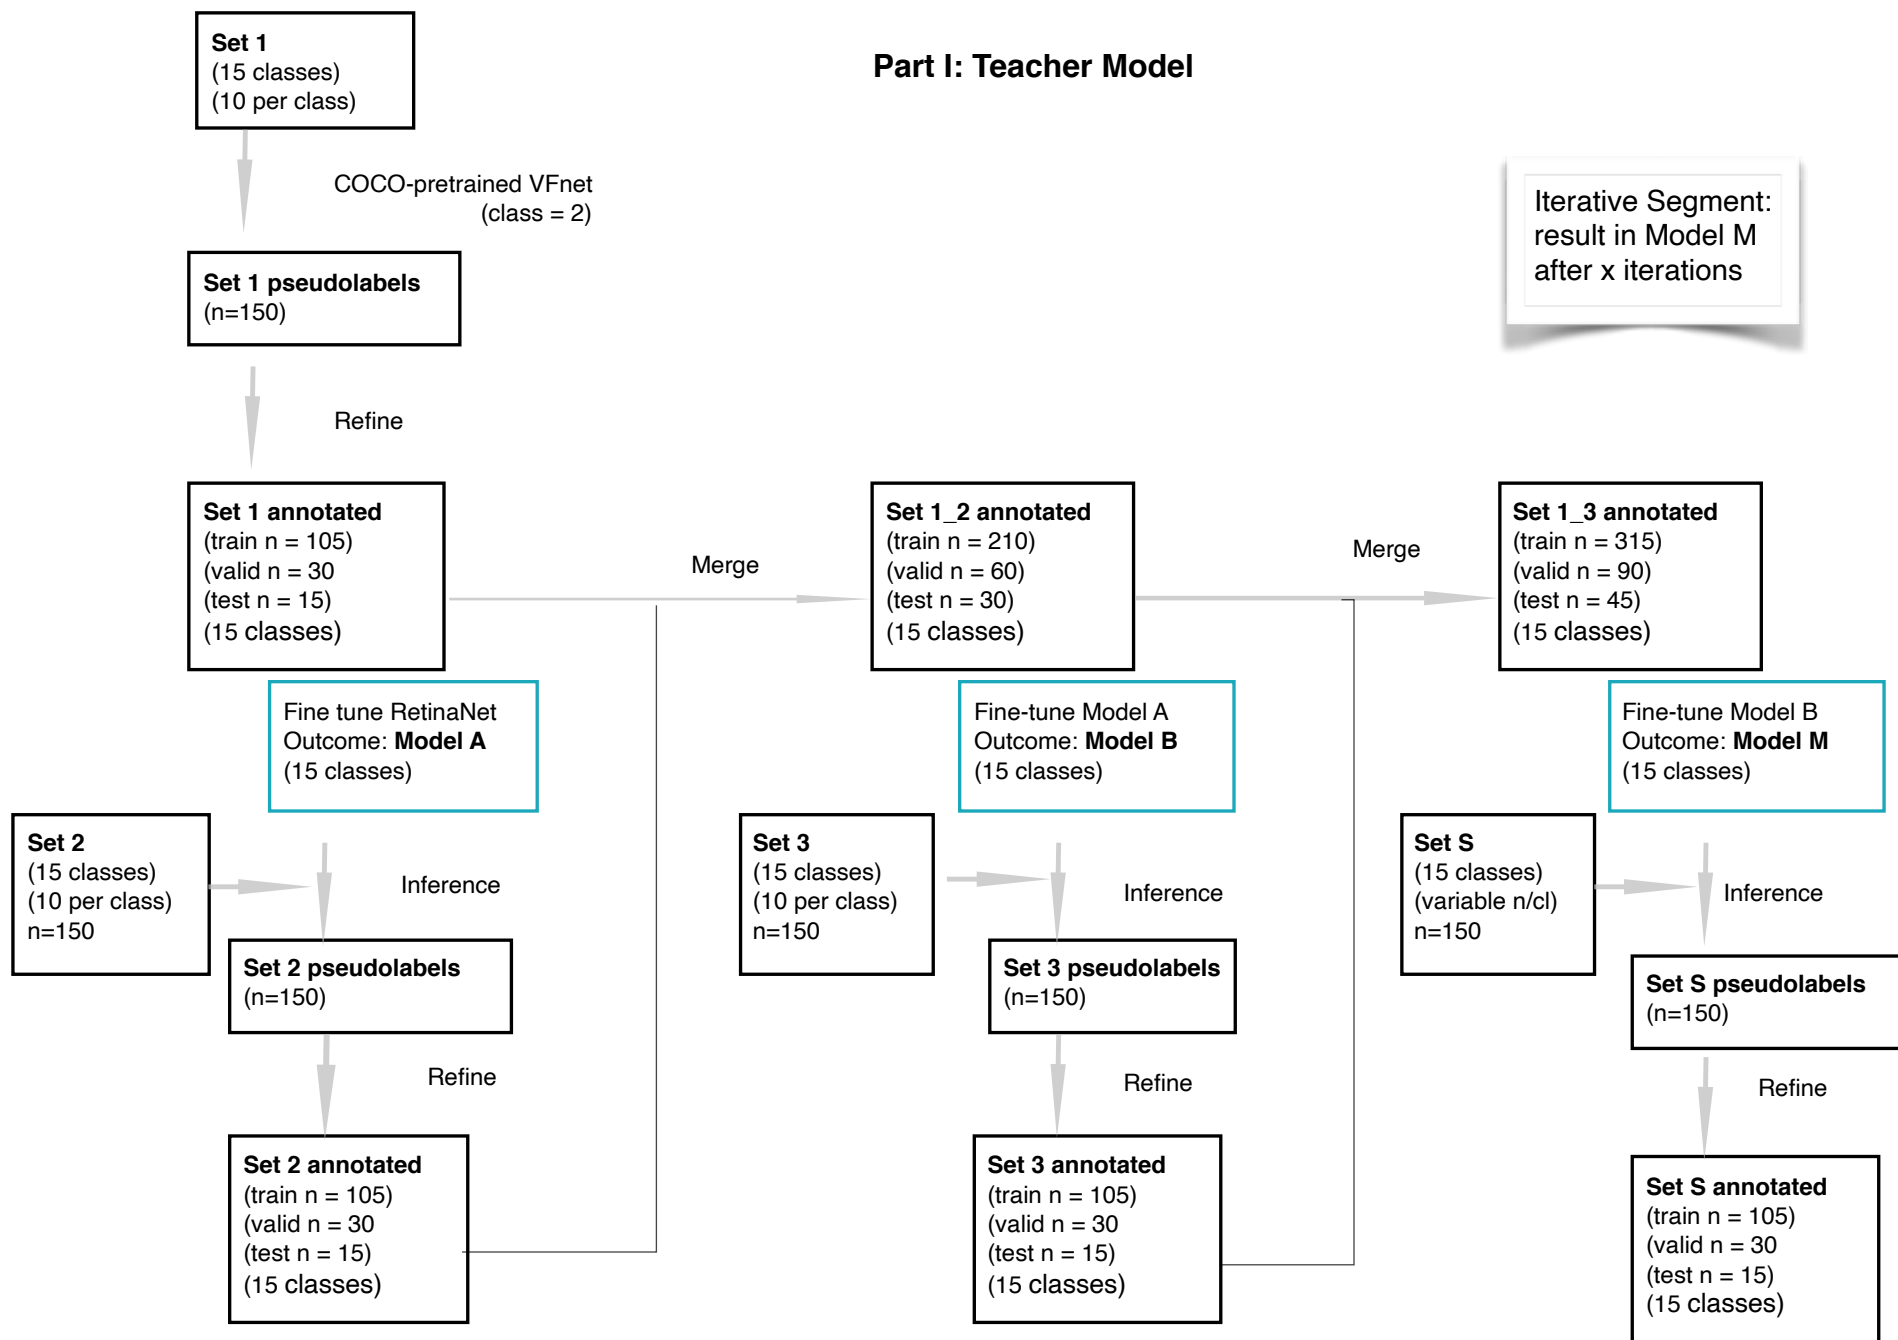 Part I: Teacher Model
Set 1
(15 classes)
(10 per class)
COCO-pretrained VFnet
(class = 2)
Iterative Segment:
result in Model M
after x iterations
Set 1 pseudolabels
(n=150)
Refine
Set 1 annotated
(train n = 105)
(valid n = 30
(test n = 15)
(15 classes)
Merge
Set 1_2 annotated
(train n = 210)
(valid n = 60)
(test n = 30)
(15 classes)
Merge
Set 1_3 annotated
(train n = 315)
(valid n = 90)
(test n = 45)
(15 classes)
Fine tune RetinaNet
Outcome: Model A
(15 classes)
Fine-tune Model A
Outcome: Model B
(15 classes)
Fine-tune Model B
Outcome: Model M
(15 classes)
Set 2
(15 classes)
(10 per class)
n=150
Inference
Set 3
(15 classes)
(10 per class)
n=150
Inference
Set S
(15 classes)
(variable n/cl)
n=150
Inference
Set 2 pseudolabels
(n=150)
Set 3 pseudolabels
(n=150)
Set S pseudolabels
(n=150)
Refine
Refine
Refine
Set 2 annotated
(train n = 105)
(valid n = 30
(test n = 15)
(15 classes)
Set 3 annotated
(train n = 105)
(valid n = 30
(test n = 15)
(15 classes)
Set S annotated
(train n = 105)
(valid n = 30
(test n = 15)
(15 classes)